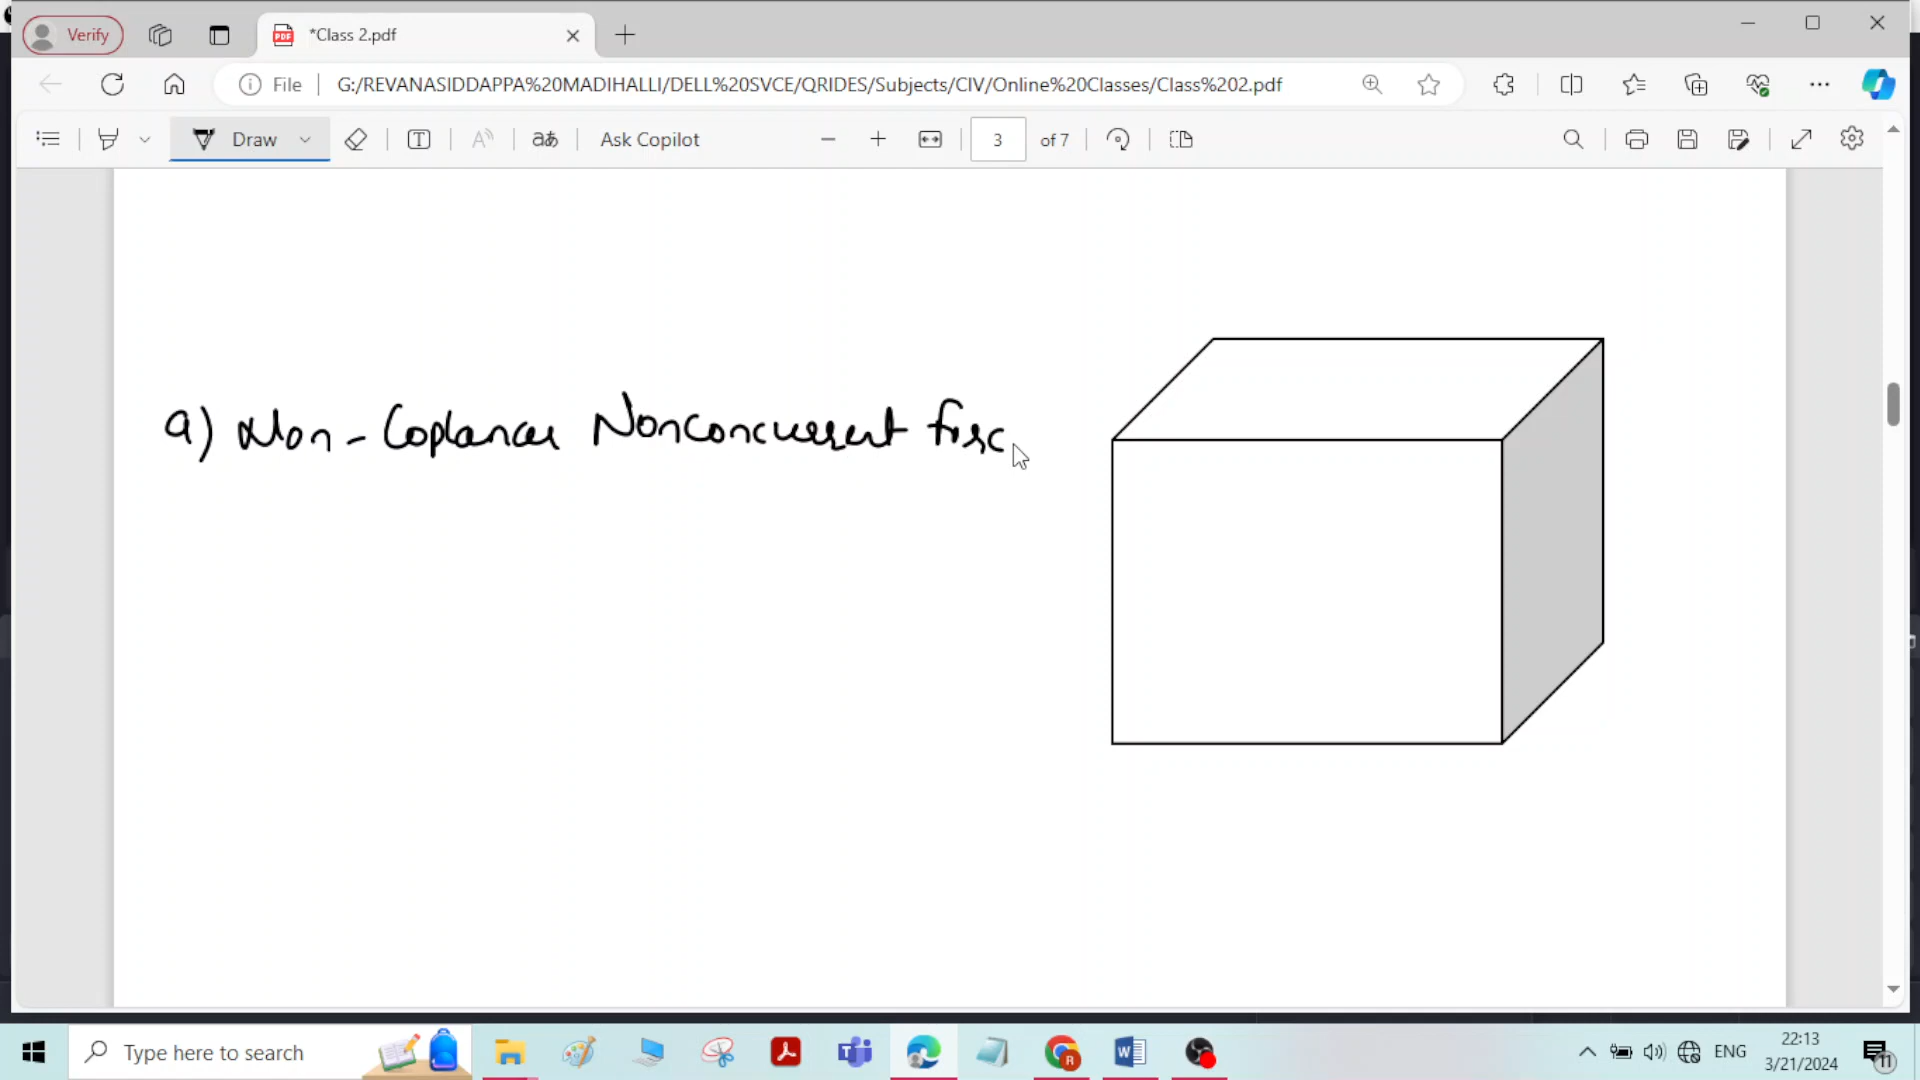 Verify
*Class 2.pdf
File
G:/REVANASIDDAPPA%20MADIHALLI/DELL%20SVCE/QRIDES/Subjects/CIV/Online%20Classes/Class%202.pdf
Draw
Ask Copilot
3 of 7
a) Non-Coplanar Nonconcurrent forc
Type here to search
ENG
22:13
3/21/2024
11